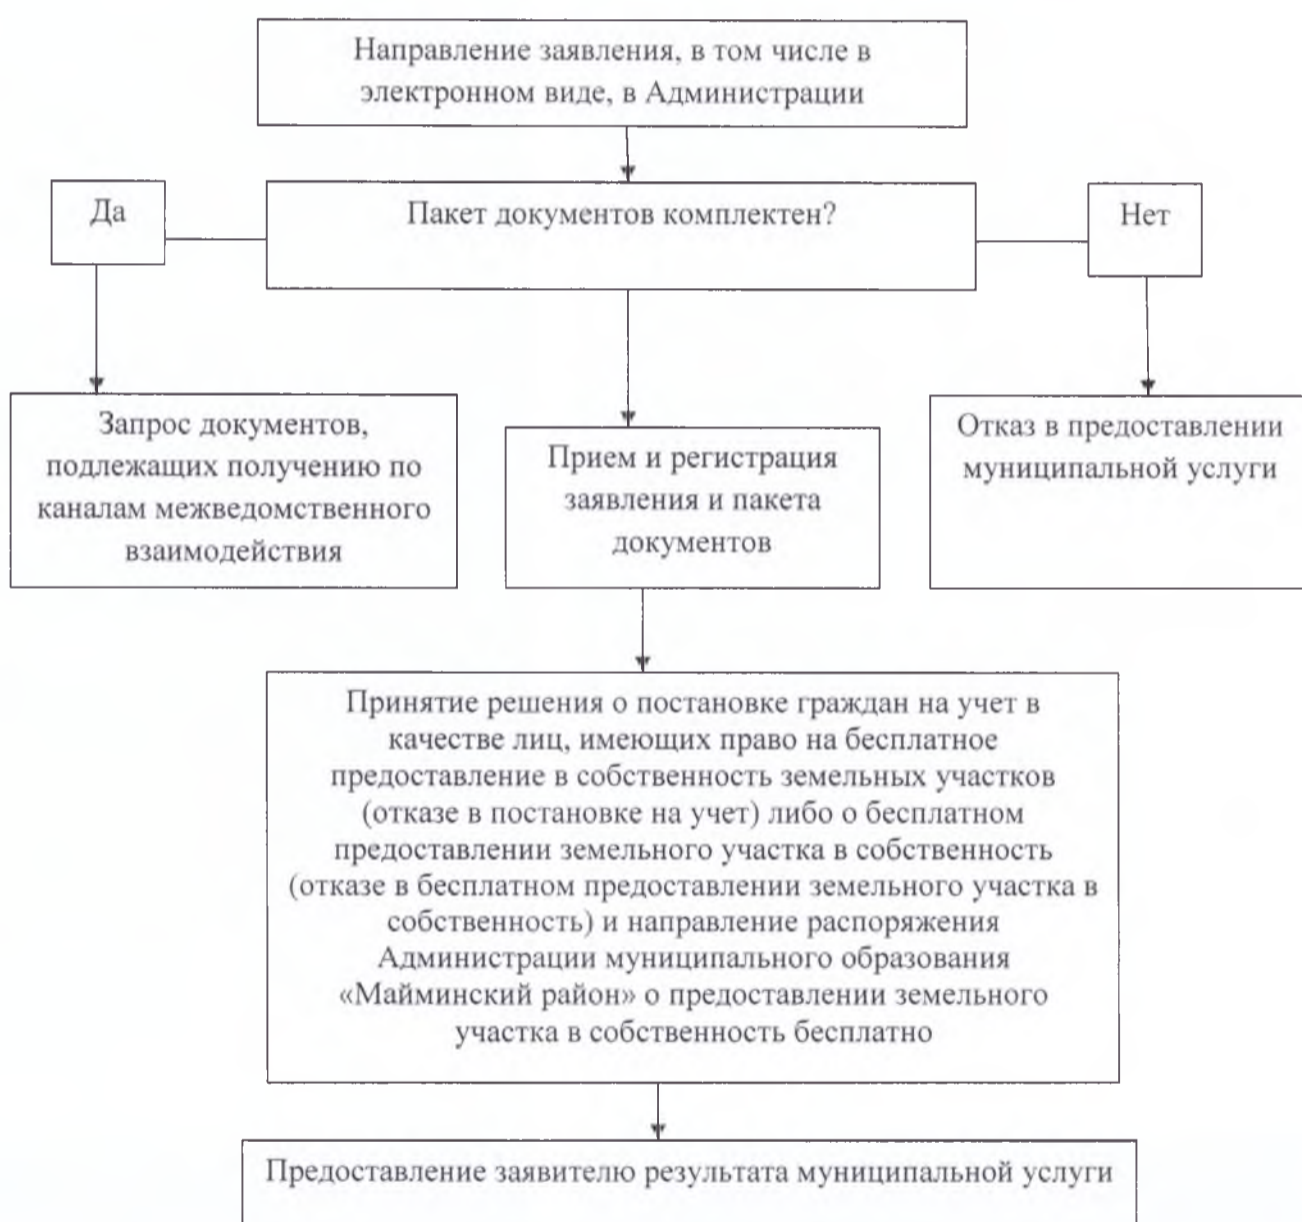 Направление заявления, в том числе в
электронном виде, в Администрации
Да
Пакет документов комплектен?
Нет
Запрос документов,
подлежащих получению по
каналам межведомственного
взаимодействия
Прием и регистрация
заявления и пакета
документов
Отказ в предоставлении
муниципальной услуги
Принятие решения о постановке граждан на учет в
качестве лиц, имеющих право на бесплатное
предоставление в собственность земельных участков
(отказе в постановке на учет) либо о бесплатном
предоставлении земельного участка в собственность
(отказе в бесплатном предоставлении земельного участка в
собственность) и направление распоряжения
Администрации муниципального образования
«Майминский район» о предоставлении земельного
участка в собственность бесплатно
Предоставление заявителю результата муниципальной услуги